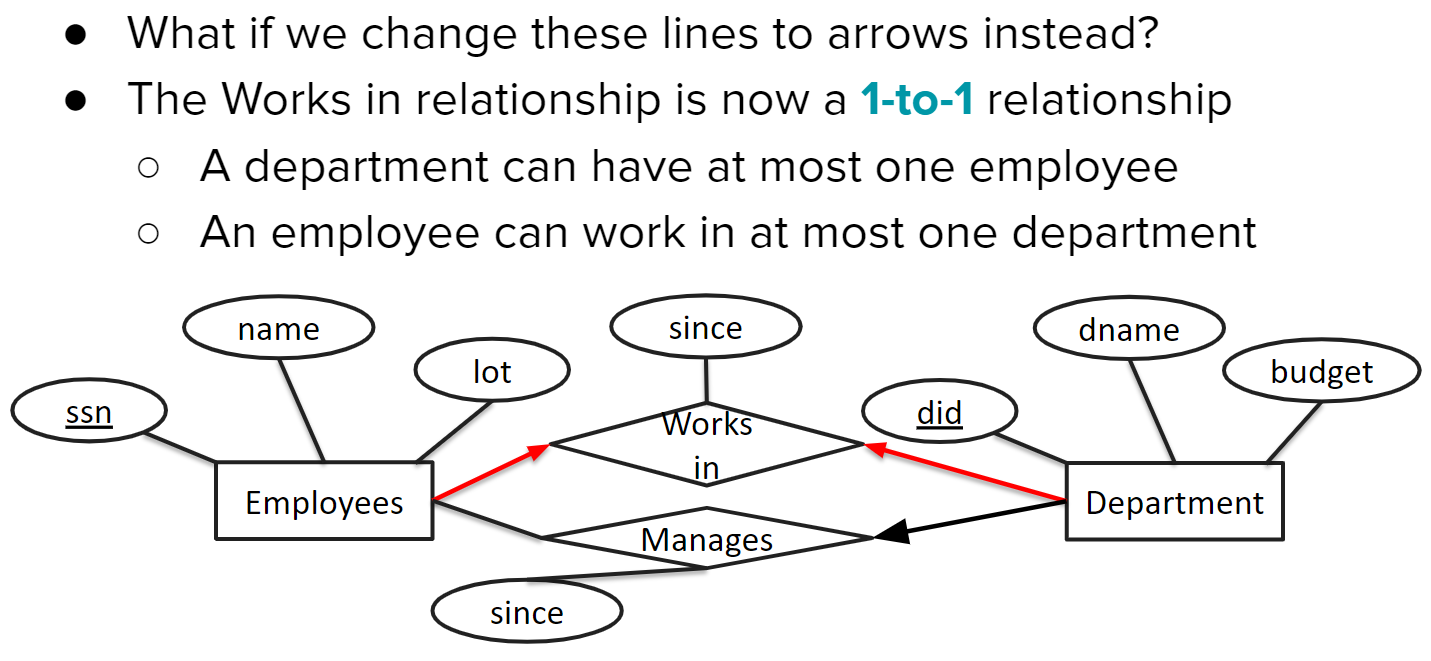 ● What if we change these lines to arrows instead?
● The Works in relationship is now a 1-to-1 relationship
○ A department can have at most one employee
○ An employee can work in at most one department
name
since
dname
lot
budget
ssn
did
Works
in
Employees
Department
Manages
since